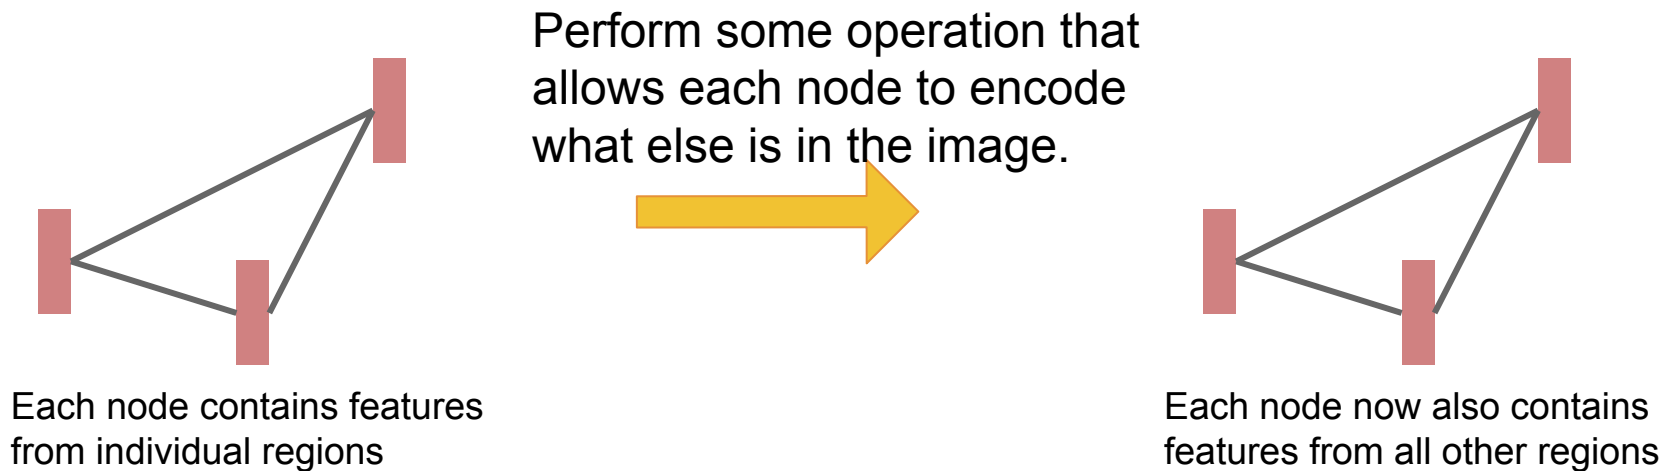 Perform some operation that
allows each node to encode
what else is in the image.
Each node contains features
from individual regions
Each node now also contains
features from all other regions